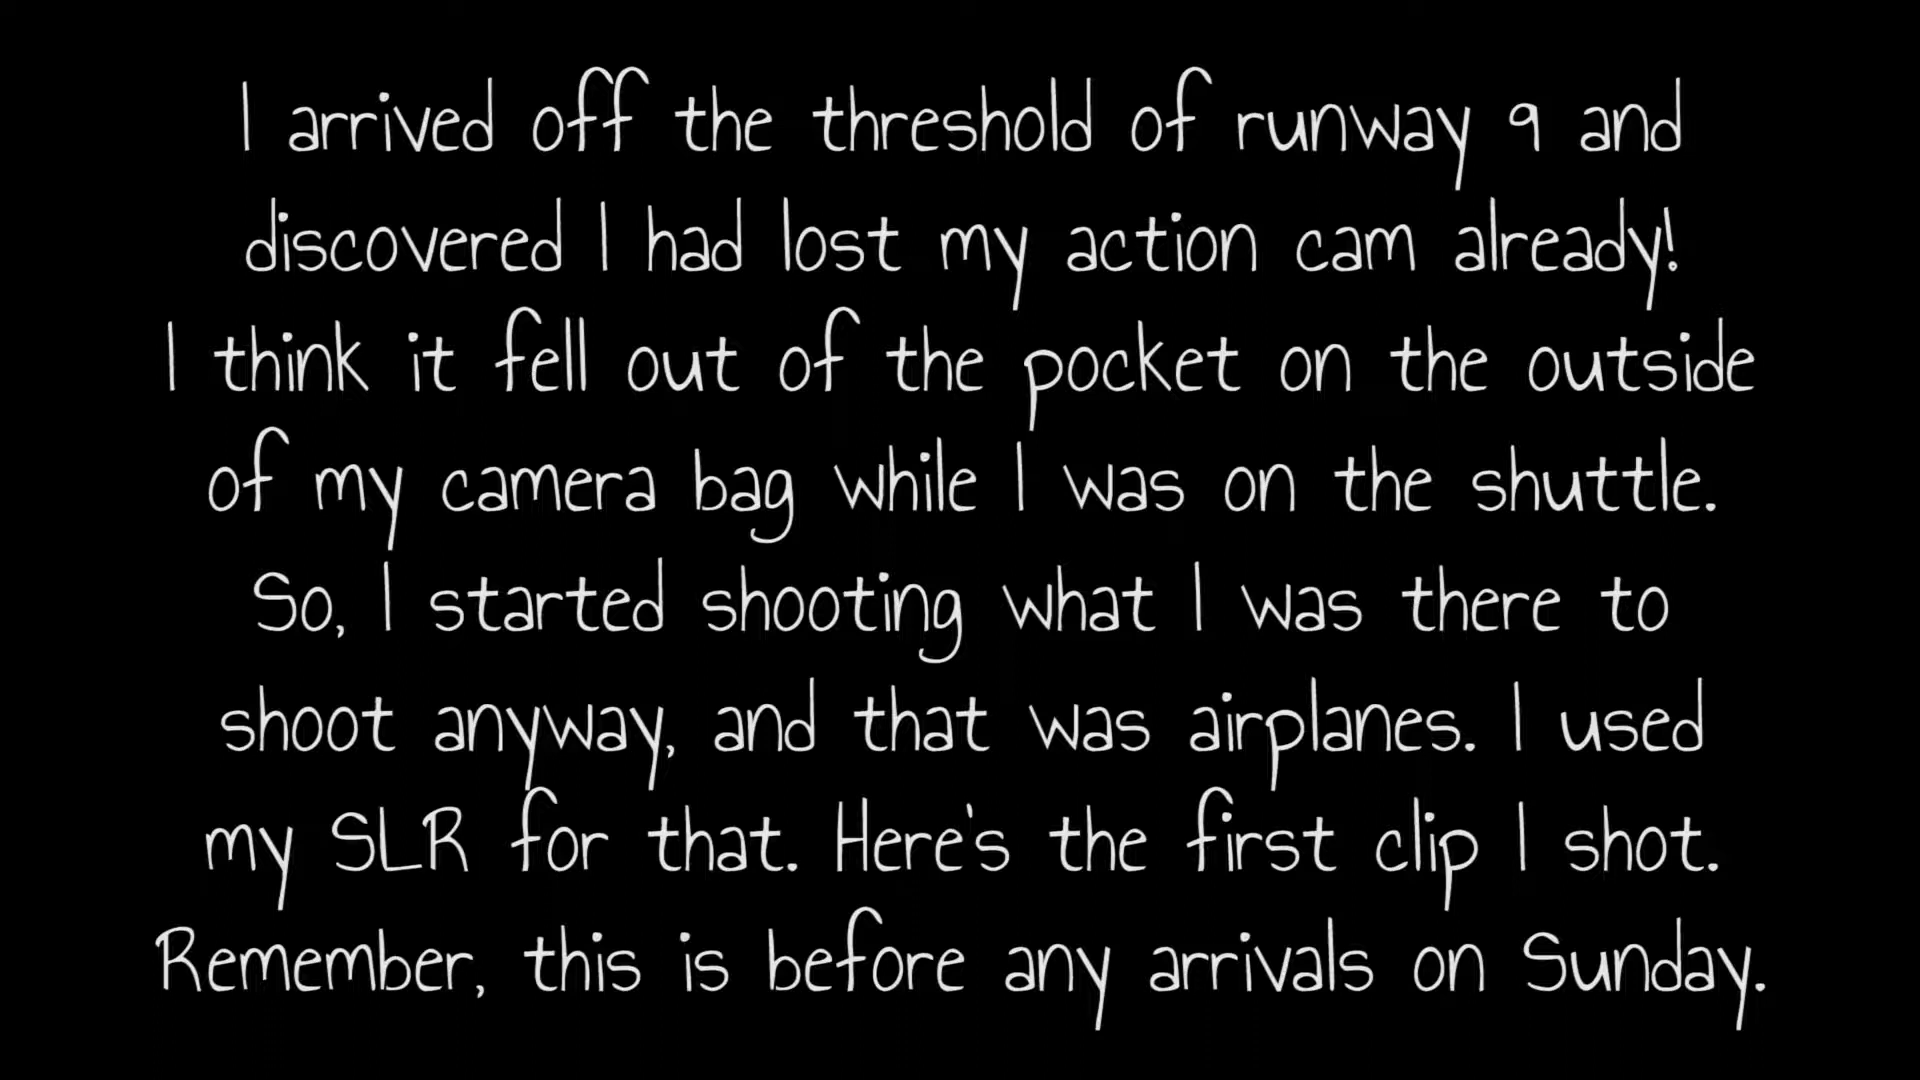 I arrived off the threshold of runway 9 and
discovered I had lost my action cam already!
I think it fell out of the pocket on the outside
of my camera bag while I was on the shuttle.
So, I started shooting what I was there to
shoot anyway, and that was airplanes. I used
my SLR for that. Here's the first clip I shot.
Remember, this is before any arrivals on Sunday.